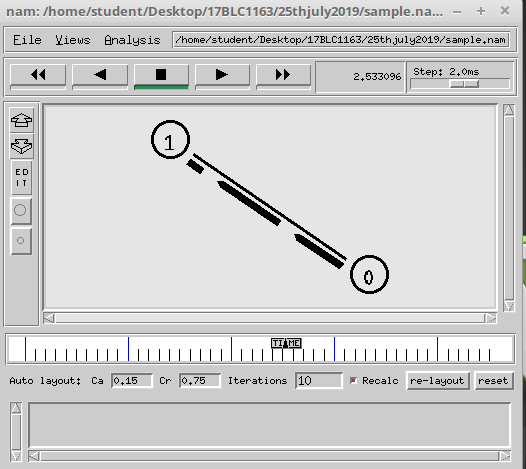 nam: /home/student/Desktop/17BLC1163/25thjuly2019/sample.na...
File Views Analysis /home/student/Desktop/17BLC1163/25thjuly2019/sample.nam
2.533096 Step: 2.0ms
ED
IT
1
0
TIME
Auto layout: Ca 0.15 Cr 0.75 Iterations 10 Recalc re-layout reset